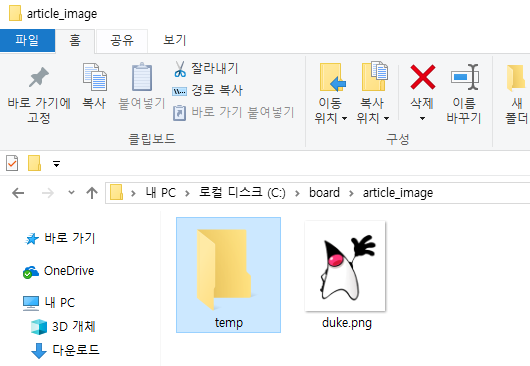 article_image
파일 홈 공유 보기
바로 가기에 고정
복사
붙여넣기
잘라내기
경로 복사
바로 가기 붙여넣기
클립보드
이동 위치
복사 위치
삭제
이름 바꾸기
구성
새 폴더
내 PC > 로컬 디스크 (C:) > board > article_image
바로 가기
OneDrive
내 PC
3D 개체
다운로드
temp
duke.png